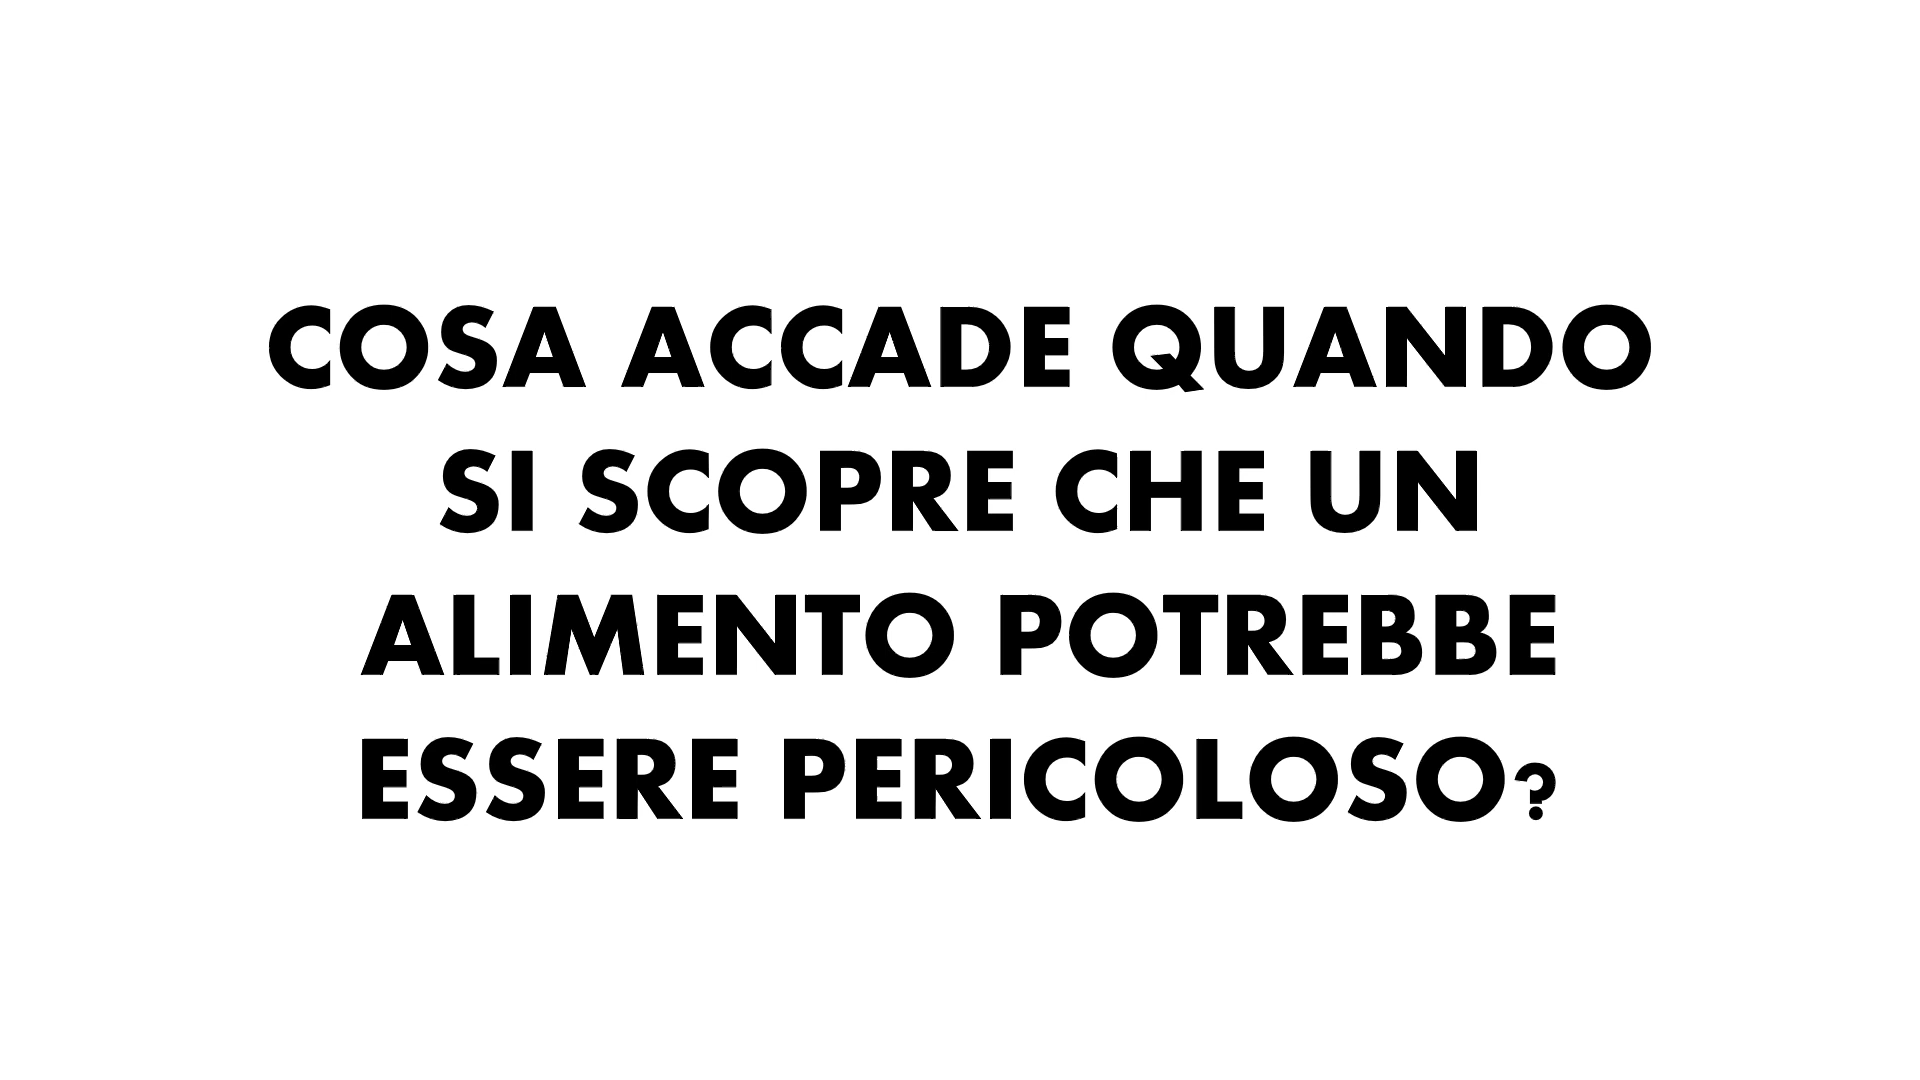 COSA ACCADE QUANDO
SI SCOPRE CHE UN
ALIMENTO POTREBBE
ESSERE PERICOLOSO?